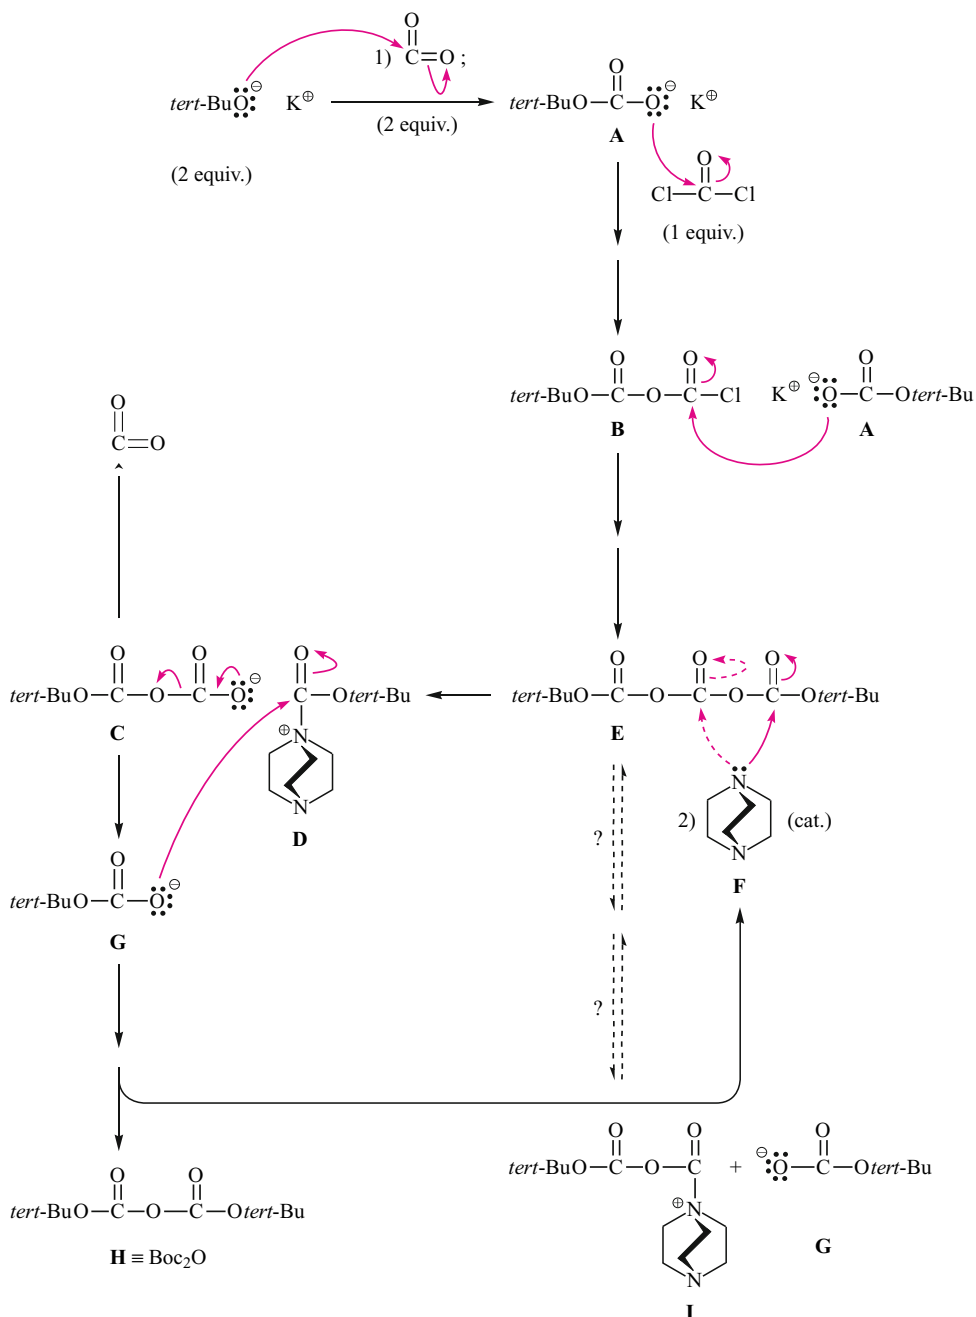 O
1) C=O ;
tert-BuO⊖ K⊕
(2 equiv.)
(2 equiv.)
O
tert-BuO—C—O⊖ K⊕
A
O
Cl—C—Cl
(1 equiv.)
O O
tert-BuO—C—O—C—Cl
B
O
K⊕ ⊖O—C—Otert-Bu
A
O
C=O
O O
tert-BuO—C—O—C—O⊖
C
O
C—Otert-Bu
⊕N
N
D
O O O
tert-BuO—C—O—C—O—C—Otert-Bu
E
N
2) (cat.)
N
F
?
O
tert-BuO—C—O⊖
G
?
O O
tert-BuO—C—O—C—Otert-Bu
H ≡ Boc₂O
O O
tert-BuO—C—O—C + ⊖O—C—Otert-Bu
O
⊕N
N
I
G